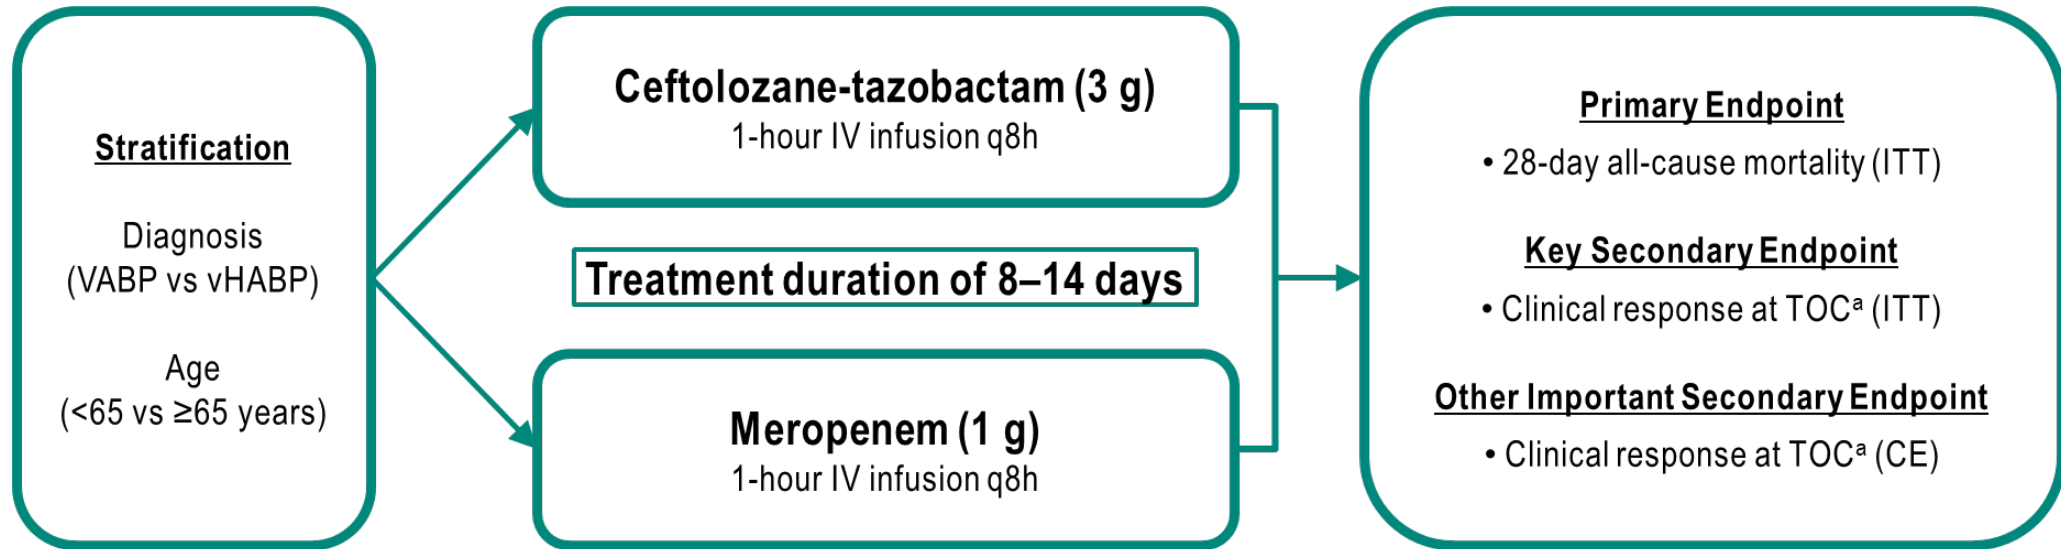 Stratification
Diagnosis
(VABP vs vHABP)
Age
(<65 vs ≥65 years)
Ceftolozane-tazobactam (3 g)
1-hour IV infusion q8h
Treatment duration of 8–14 days
Meropenem (1 g)
1-hour IV infusion q8h
Primary Endpoint
• 28-day all-cause mortality (ITT)
Key Secondary Endpoint
• Clinical response at TOCᵃ (ITT)
Other Important Secondary Endpoint
• Clinical response at TOCᵃ (CE)